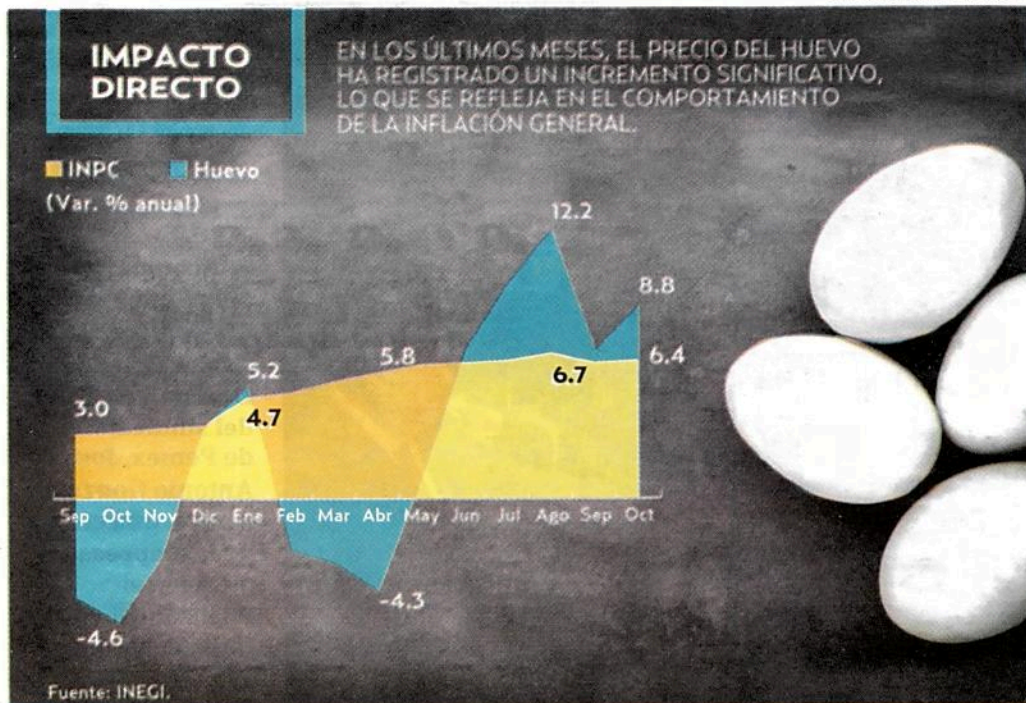 IMPACTO
DIRECTO
EN LOS ÚLTIMOS MESES, EL PRECIO DEL HUEVO
HA REGISTRADO UN INCREMENTO SIGNIFICATIVO,
LO QUE SE REFLEJA EN EL COMPORTAMIENTO
DE LA INFLACIÓN GENERAL.
INPC Huevo
(Var. % anual)
12.2
8.8
5.2
5.8
6.4
3.0
4.7
6.7
Sep Oct Nov Dic Ene Feb Mar Abr May Jun Jul Ago Sep Oct
-4.6
-4.3
Fuente: INEGI.